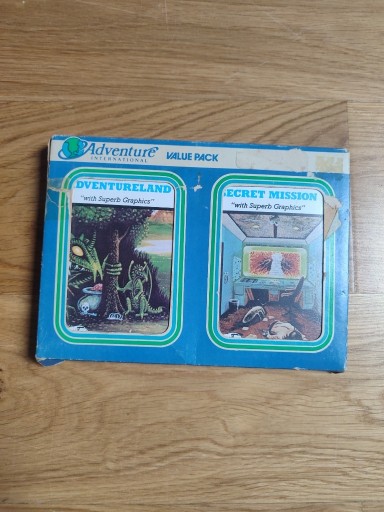 Adventure
INTERNATIONAL
VALUE PACK
DVENTURELAND
"with Superb Graphics"
ECRET MISSION
"with Superb Graphics"